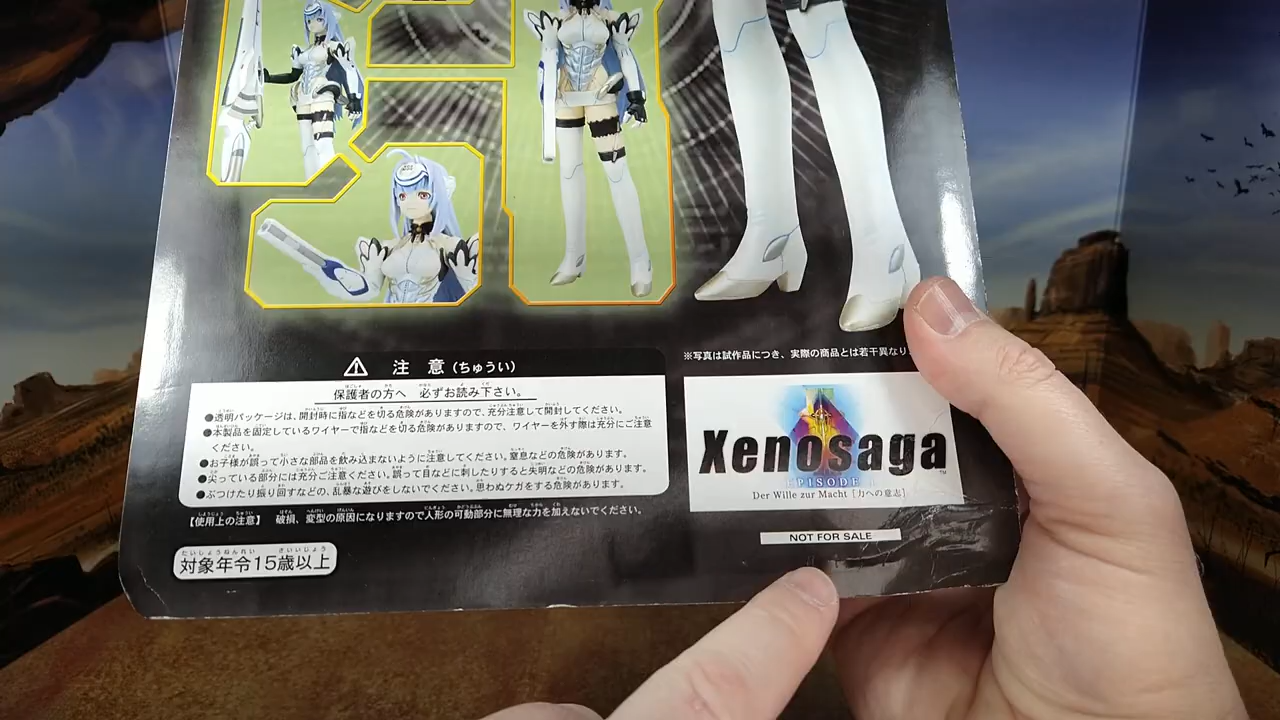 注 意 (ちゅうい)
保護者の方へ 必ずお読み下さい。
●透明パッケージは、開封時に指などを切る危険がありますので、充分注意して開封してください。
●本製品を固定しているワイヤーで指などを切る危険がありますので、ワイヤーを外す際は充分にご注意
ください。
●お子様が誤って小さな部品を飲み込まないように注意してください。窒息などの危険があります。
●尖っている部分には充分ご注意ください。誤って目などに刺したりすると失明などの危険があります。
●ぶつけたり振り回すなどの、乱暴な遊びをしないでください。思わぬケガをする危険があります。
【使用上の注意】 破損、変型の原因になりますので人形の可動部分に無理な力を加えないでください。
対象年令15歳以上
※写真は試作品につき、実際の商品とは若干異なり
Xenosaga™
EPISODE I
Der Wille zur Macht [力への意志]
NOT FOR SALE